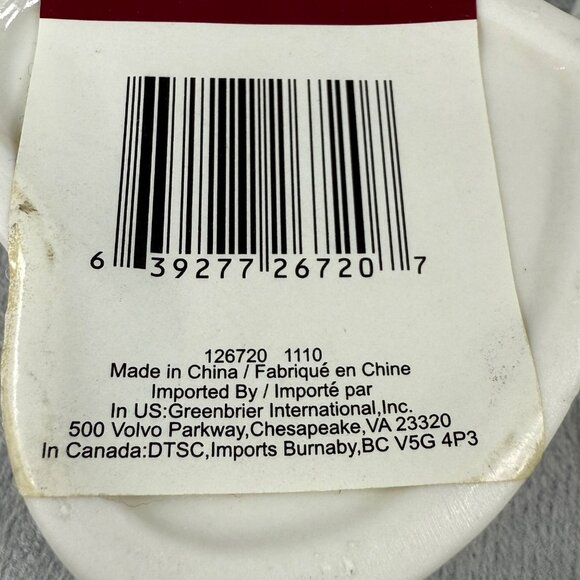 6 39277 26720 7
126720 1110
Made in China / Fabriqué en Chine
Imported By / Importé par
In US:Greenbrier International,Inc.
500 Volvo Parkway,Chesapeake,VA 23320
In Canada:DTSC,Imports Burnaby,BC V5G 4P3